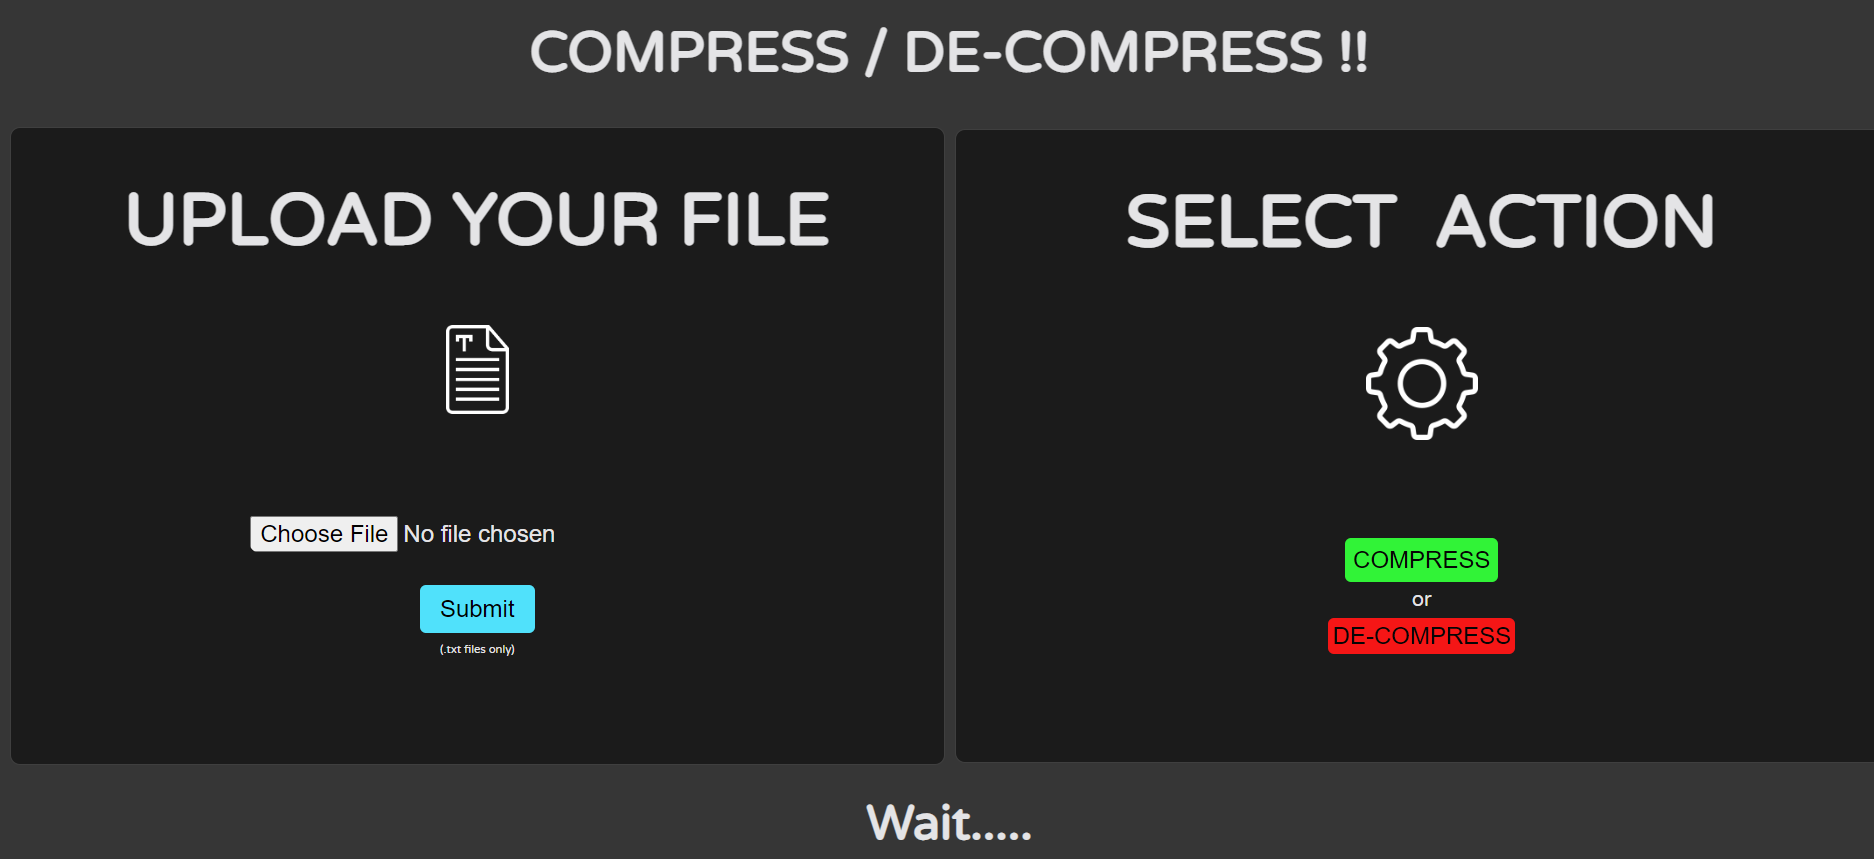 COMPRESS / DE-COMPRESS !!
UPLOAD YOUR FILE
T
Choose File No file chosen
Submit
(.txt files only)
SELECT ACTION
COMPRESS
or
DE-COMPRESS
Wait.....